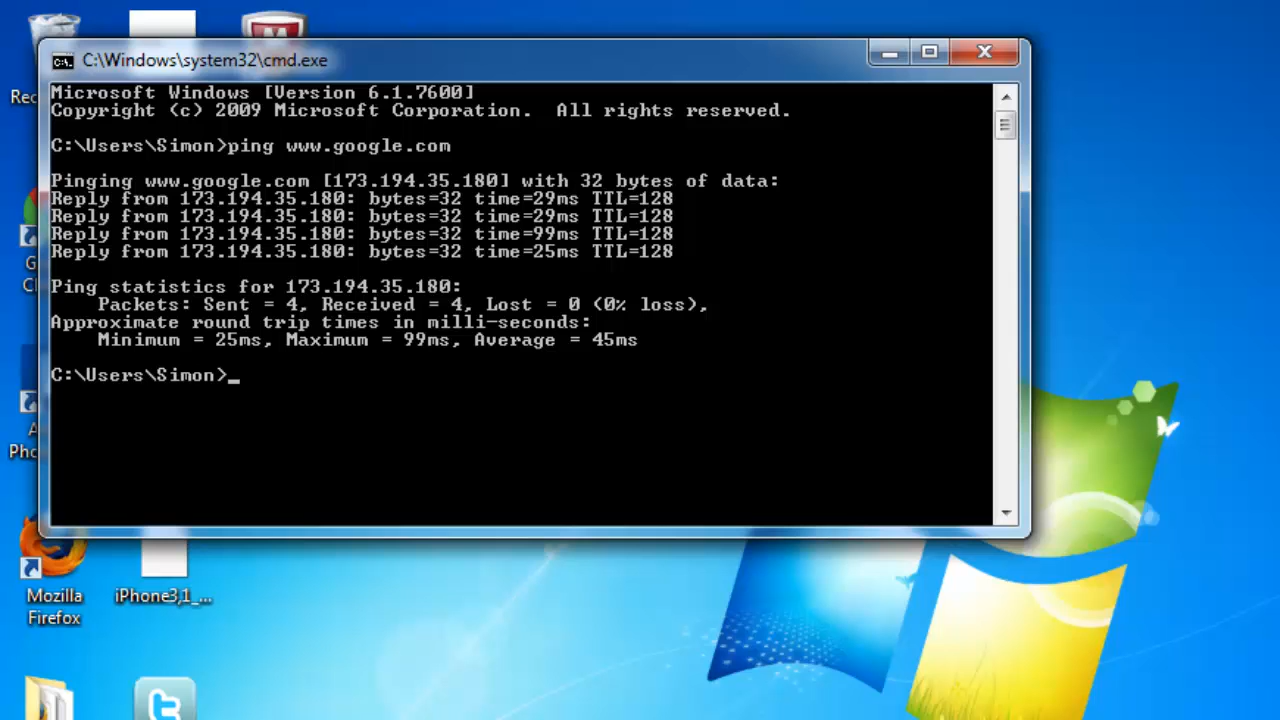 C:\Windows\system32\cmd.exe
Microsoft Windows [Version 6.1.7600]
Copyright (c) 2009 Microsoft Corporation.  All rights reserved.
C:\Users\Simon>ping www.google.com
Pinging www.google.com [173.194.35.180] with 32 bytes of data:
Reply from 173.194.35.180: bytes=32 time=29ms TTL=128
Reply from 173.194.35.180: bytes=32 time=29ms TTL=128
Reply from 173.194.35.180: bytes=32 time=99ms TTL=128
Reply from 173.194.35.180: bytes=32 time=25ms TTL=128
Ping statistics for 173.194.35.180:
    Packets: Sent = 4, Received = 4, Lost = 0 (0% loss),
Approximate round trip times in milli-seconds:
    Minimum = 25ms, Maximum = 99ms, Average = 45ms
C:\Users\Simon>_
Mozilla
Firefox
iPhone3,1_...